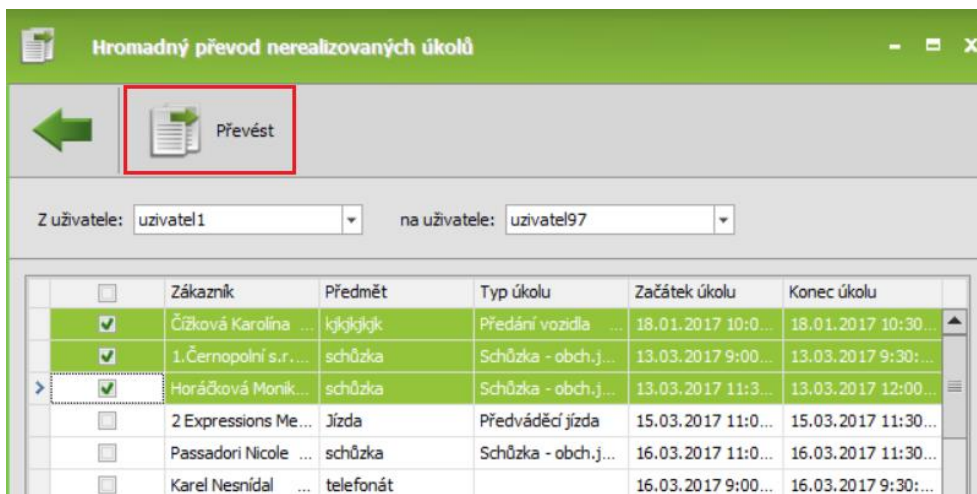 Hromadný převod nerealizovaných úkolů
Převést
Z uživatele: uzivatel1 na uživatele: uzivatel97
Zákazník Předmět Typ úkolu Začátek úkolu Konec úkolu
Čížková Karolína ... kjkjkjkjk Předání vozidla ... 18.01.2017 10:0... 18.01.2017 10:30...
1.Černopolní s.r.... schůzka Schůzka - obch.j... 13.03.2017 9:00... 13.03.2017 9:30:...
Horáčková Monik... schůzka Schůzka - obch.j... 13.03.2017 11:3... 13.03.2017 12:00...
2 Expressions Me... Jízda Předváděcí jízda 15.03.2017 11:0... 15.03.2017 11:30...
Passadori Nicole ... schůzka Schůzka - obch.j... 16.03.2017 11:0... 16.03.2017 11:30...
Karel Nesnídal ... telefonát 16.03.2017 9:00... 16.03.2017 9:30:...